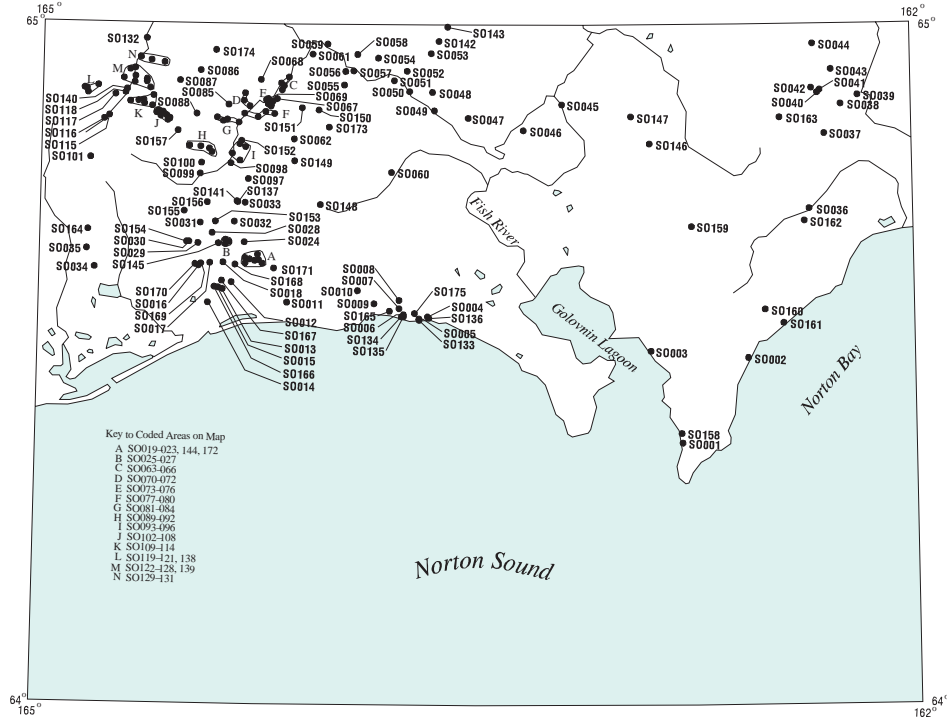 165°
162°
65°
65°
SO143
SO132
SO059
SO058
SO142
SO044
N
SO174
SO061
SO054
SO053
SO068
M
SO086
SO056
SO057
SO052
SO043
SO087
C
SO055
SO051
SO041
L
SO085
SO069
SO050
SO048
SO042
SO039
SO140
SO088
D
E
SO067
SO045
SO040
SO038
SO118
K
F
SO150
SO049
SO047
SO147
SO163
SO117
J
G
SO151
SO173
SO046
SO037
SO116
SO157
H
SO062
SO146
SO115
SO152
SO101
I
SO149
SO100
SO098
SO060
SO099
SO097
SO141
SO137
SO156
SO033
SO148
SO036
SO155
SO153
SO162
SO164
SO154
SO031
SO032
SO028
Fish River
SO159
SO035
SO030
SO024
SO029
B
A
SO034
SO145
SO171
SO008
SO168
SO007
SO170
SO018
SO010
SO175
SO016
SO011
SO009
SO004
SO160
SO169
SO165
SO136
SO161
SO017
SO012
SO006
SO005
Golovnin Lagoon
SO167
SO134
SO133
SO013
SO135
SO003
SO002
SO015
SO166
SO014
Norton Bay
SO158
SO001
Key to Coded Areas on Map
A SO019-023, 144, 172
B SO025-027
C SO063-066
D SO070-072
E SO073-076
F SO077-080
G SO081-084
H SO089-092
I SO093-096
J SO102-108
K SO109-114
L SO119-121, 138
M SO122-128, 139
N SO129-131
Norton Sound
64°
64°
165°
162°